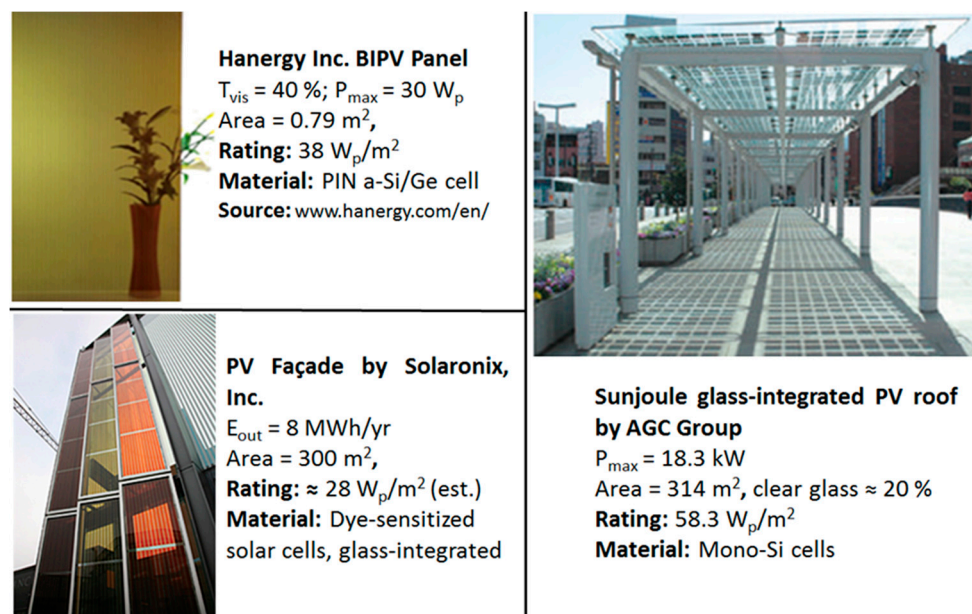 Hanergy Inc. BIPV Panel
Tvis = 40 %; Pmax = 30 Wp
Area = 0.79 m²,
Rating: 38 Wp/m²
Material: PIN a-Si/Ge cell
Source: www.hanergy.com/en/
PV Façade by Solaronix,
Inc.
Eout = 8 MWh/yr
Area = 300 m²,
Rating: ≈ 28 Wp/m² (est.)
Material: Dye-sensitized
solar cells, glass-integrated
Sunjoule glass-integrated PV roof
by AGC Group
Pmax = 18.3 kW
Area = 314 m², clear glass ≈ 20 %
Rating: 58.3 Wp/m²
Material: Mono-Si cells